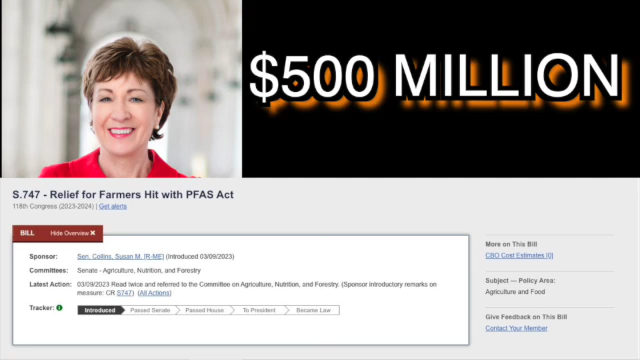 $500 MILLION
S.747 - Relief for Farmers Hit with PFAS Act
118th Congress (2023-2024) | Get alerts
BILL Hide Overview ✕
Sponsor: Sen. Collins, Susan M. [R-ME] (Introduced 03/09/2023)
Committees: Senate - Agriculture, Nutrition, and Forestry
Latest Action: 03/09/2023 Read twice and referred to the Committee on Agriculture, Nutrition, and Forestry. (Sponsor introductory remarks on
measure: CR S747) (All Actions)
Tracker: Introduced Passed Senate Passed House To President Became Law
More on This Bill
CBO Cost Estimates [0]
Subject — Policy Area:
Agriculture and Food
Give Feedback on This Bill
Contact Your Member